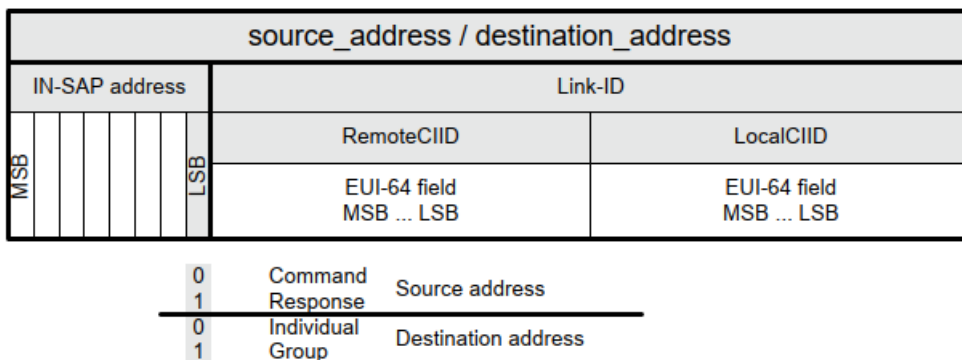 source_address / destination_address
IN-SAP address Link-ID
MSB LSB RemoteCIID LocalCIID
EUI-64 field EUI-64 field
MSB ... LSB MSB ... LSB
0 Command Source address
1 Response
0 Individual Destination address
1 Group